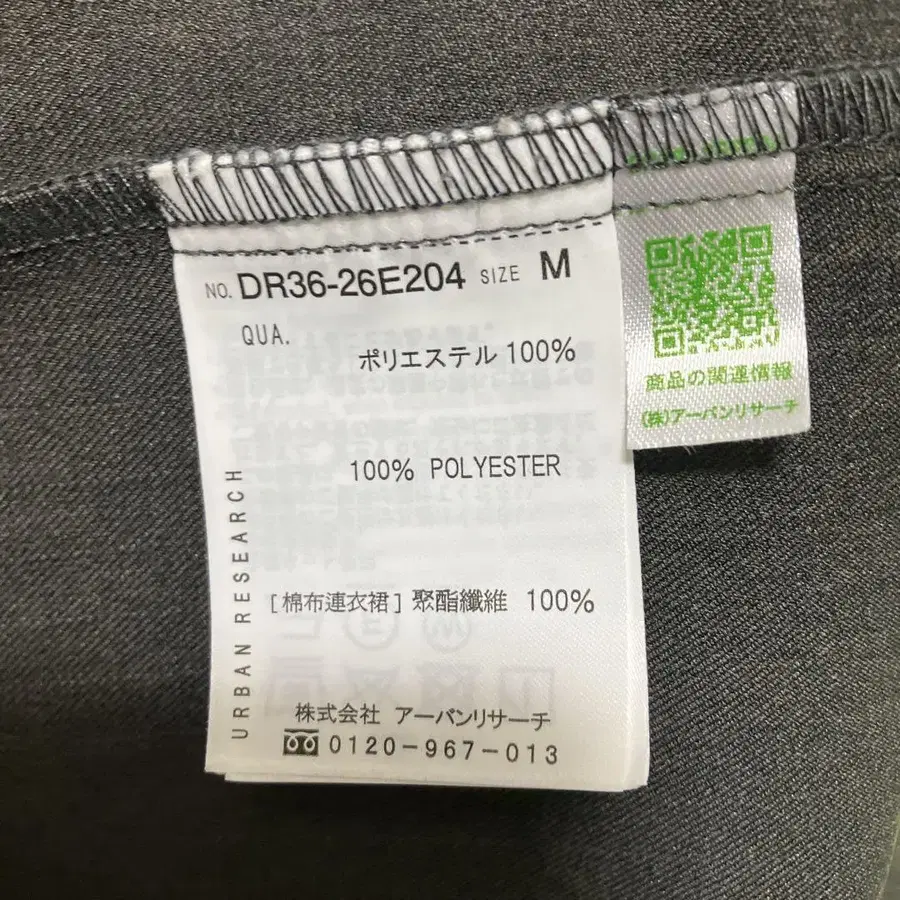 NO. DR36-26E204 SIZE M
QUA.
ポリエステル 100%
100% POLYESTER
[棉布連衣裙] 聚酯纖維 100%
URBAN RESEARCH
株式会社 アーバンリサーチ
0120-967-013
商品の関連情報
(株)アーバンリサーチ